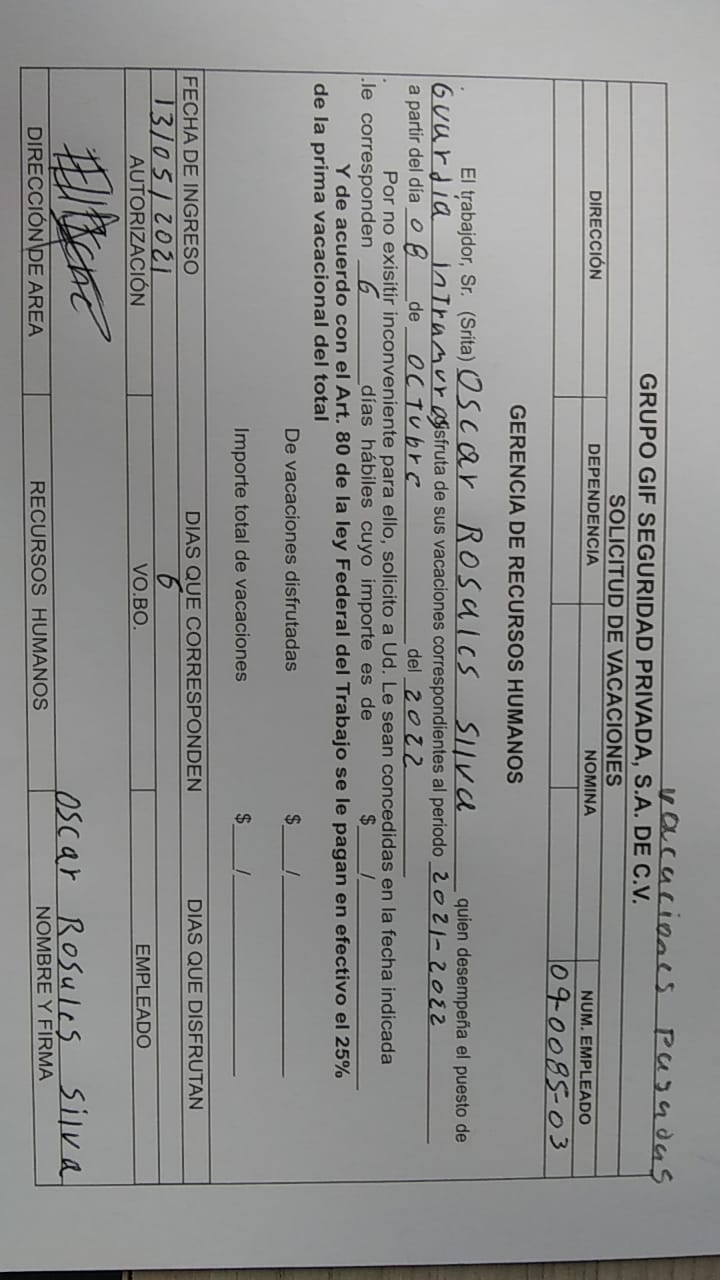 vacaciones pasadas
GRUPO GIF SEGURIDAD PRIVADA, S.A. DE C.V.
SOLICITUD DE VACACIONES
DIRECCIÓN DEPENDENCIA NOMINA NUM. EMPLEADO
09-0085-03
GERENCIA DE RECURSOS HUMANOS
El trabajdor, Sr. (Srita) Oscar Rosales Silva quien desempeña el puesto de
Guardia intramuros disfruta de sus vacaciones correspondientes al periodo 2021-2022
a partir del día 08 de octubre del 2022
Por no exisitir inconveniente para ello, solicito a Ud. Le sean concedidas en la fecha indicada
.le corresponden 6 días hábiles cuyo importe es de $ /
Y de acuerdo con el Art. 80 de la ley Federal del Trabajo se le pagan en efectivo el 25%
de la prima vacacional del total
De vacaciones disfrutadas $ /
Importe total de vacaciones $ /
FECHA DE INGRESO DIAS QUE CORRESPONDEN DIAS QUE DISFRUTAN
13/05/2021 6
AUTORIZACIÓN VO.BO. EMPLEADO
oscar Rosales silva
DIRECCIÓN DE AREA RECURSOS HUMANOS NOMBRE Y FIRMA